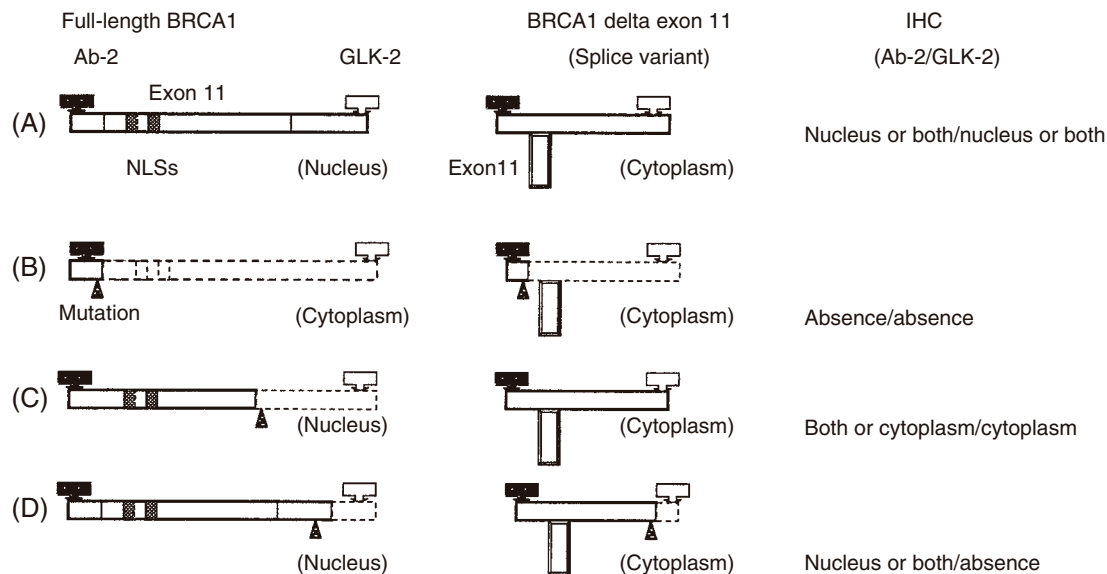 Full-length BRCA1 BRCA1 delta exon 11 IHC
Ab-2 GLK-2 (Splice variant) (Ab-2/GLK-2)
Exon 11
(A) Nucleus or both/nucleus or both
NLSs (Nucleus) Exon11 (Cytoplasm)
(B)
Mutation (Cytoplasm) (Cytoplasm) Absence/absence
(C)
(Nucleus) (Cytoplasm) Both or cytoplasm/cytoplasm
(D)
(Nucleus) (Cytoplasm) Nucleus or both/absence